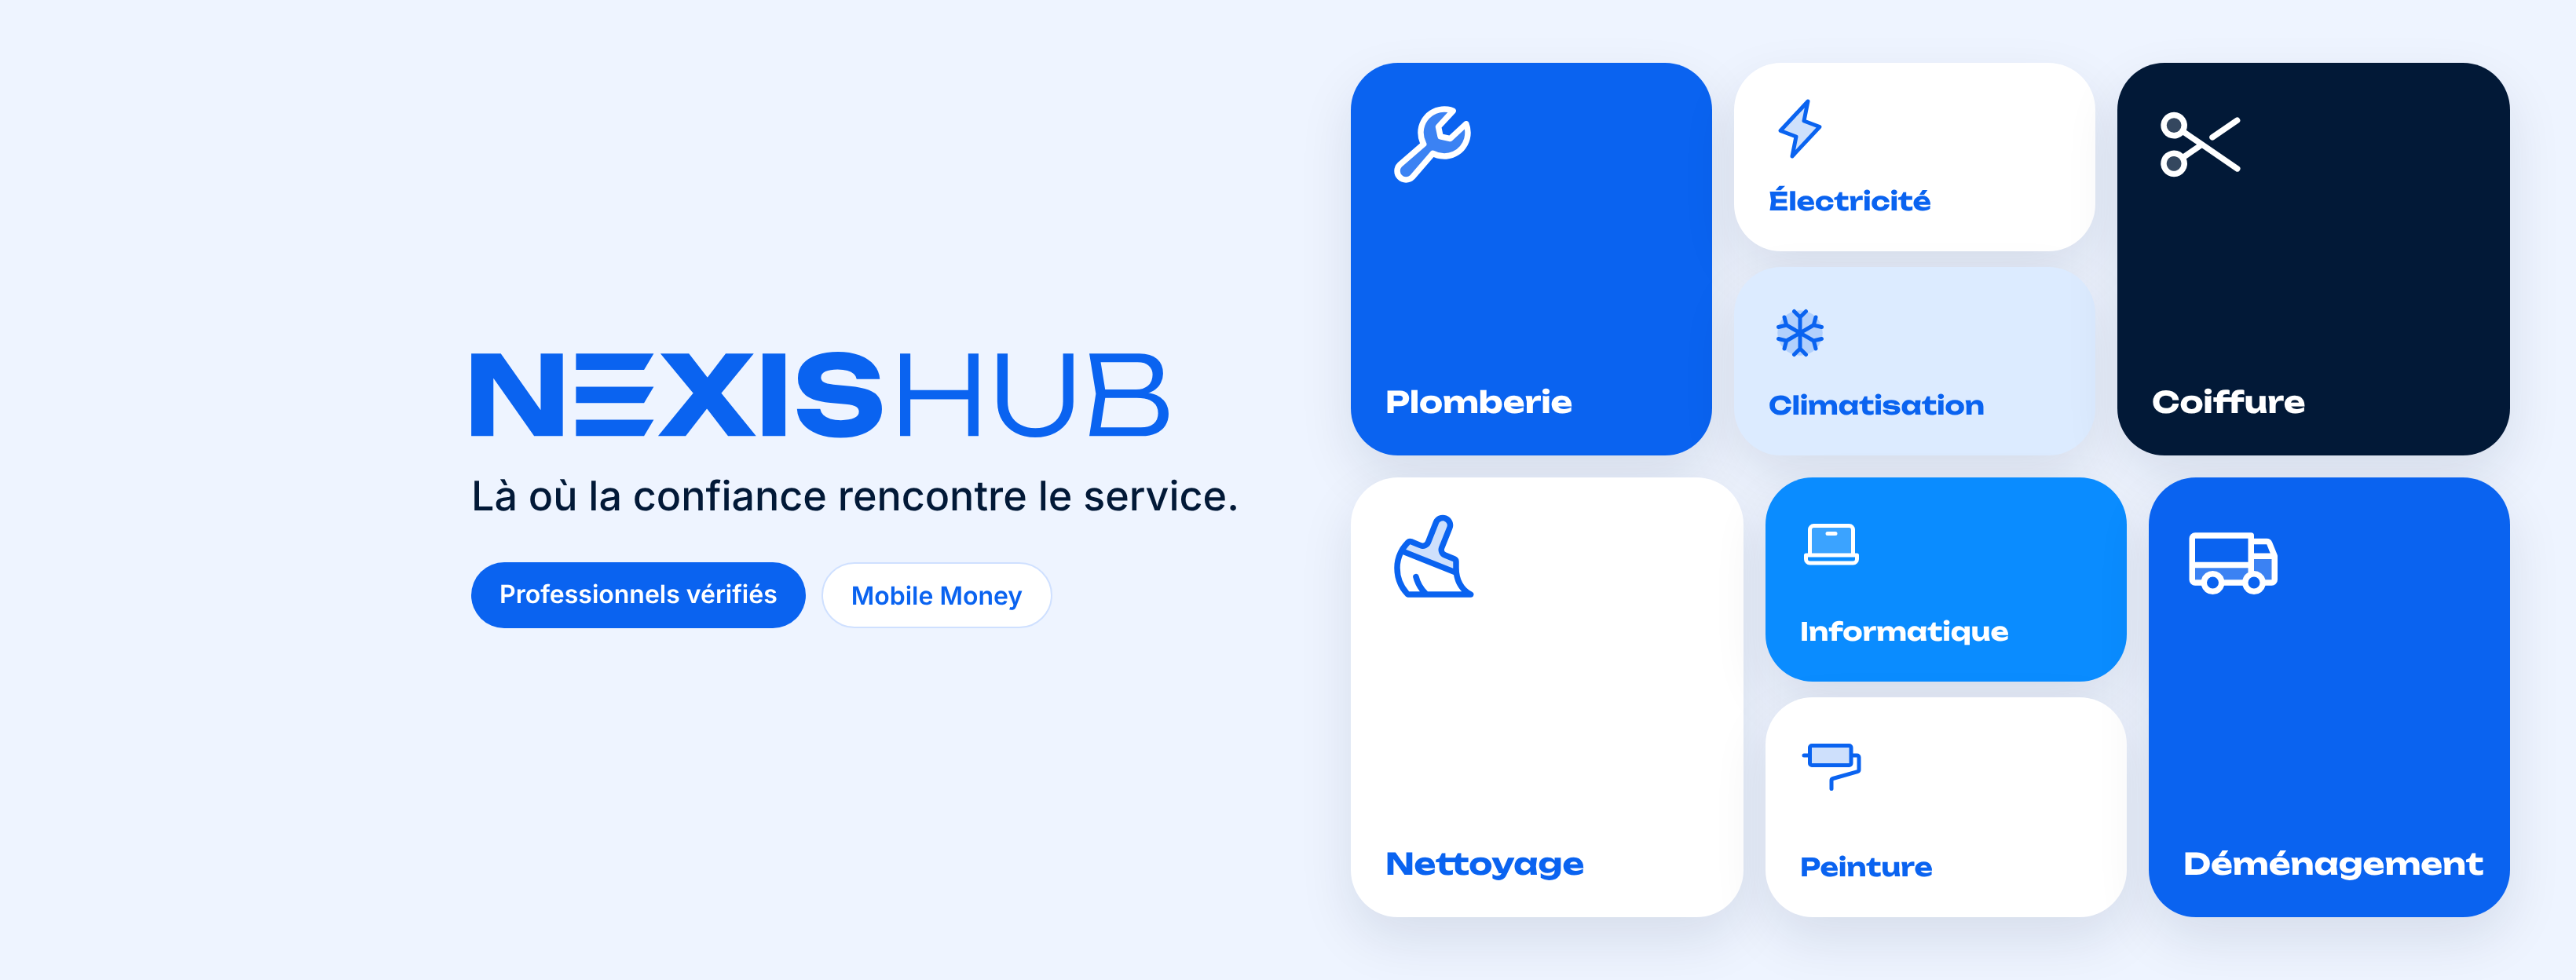 NEXISHUB
Là où la confiance rencontre le service.
Professionnels vérifiés
Mobile Money
Plomberie
Électricité
Climatisation
Coiffure
Nettoyage
Informatique
Peinture
Déménagement